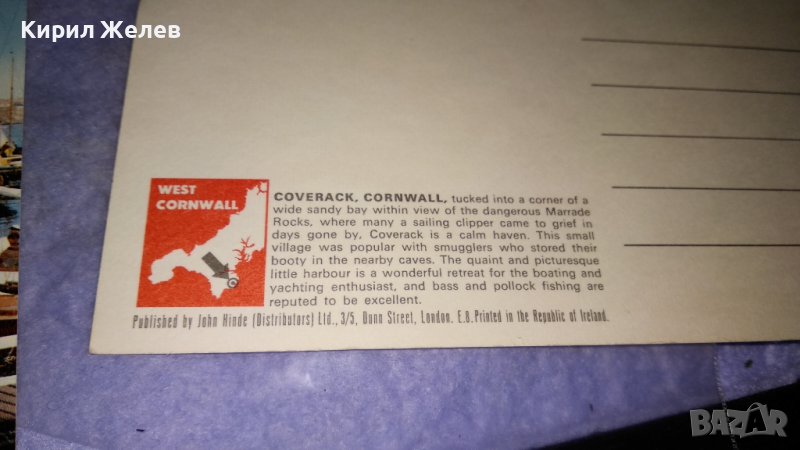 Кирил Желев
WEST
CORNWALL
COVERACK, CORNWALL, tucked into a corner of a
wide sandy bay within view of the dangerous Marrade
Rocks, where many a sailing clipper came to grief in
days gone by, Coverack is a calm haven. This small
village was popular with smugglers who stored their
booty in the nearby caves. The quaint and picturesque
little harbour is a wonderful retreat for the boating and
yachting enthusiast, and bass and pollock fishing are
reputed to be excellent.
Published by John Hinde (Distributors) Ltd., 3/5, Dunn Street, London, E.8. Printed in the Republic of Ireland.
BAZAR